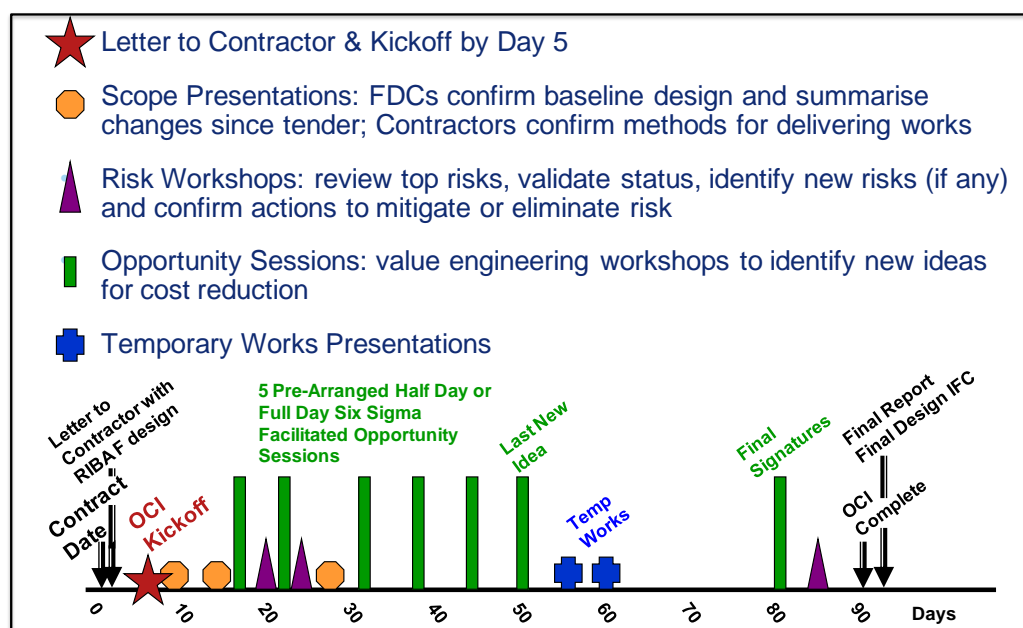 Letter to Contractor & Kickoff by Day 5
Scope Presentations: FDCs confirm baseline design and summarise
changes since tender; Contractors confirm methods for delivering works
Risk Workshops: review top risks, validate status, identify new risks (if any)
and confirm actions to mitigate or eliminate risk
Opportunity Sessions: value engineering workshops to identify new ideas
for cost reduction
Temporary Works Presentations
Letter to
Contractor with
RIBA F design
Contract
Date
OCI
Kickoff
5 Pre-Arranged Half Day or
Full Day Six Sigma
Facilitated Opportunity
Sessions
Last New
Idea
Temp
Works
Final
Signatures
OCI
Complete
Final Report
Final Design IFC
0
10
20
30
40
50
60
70
80
90
Days